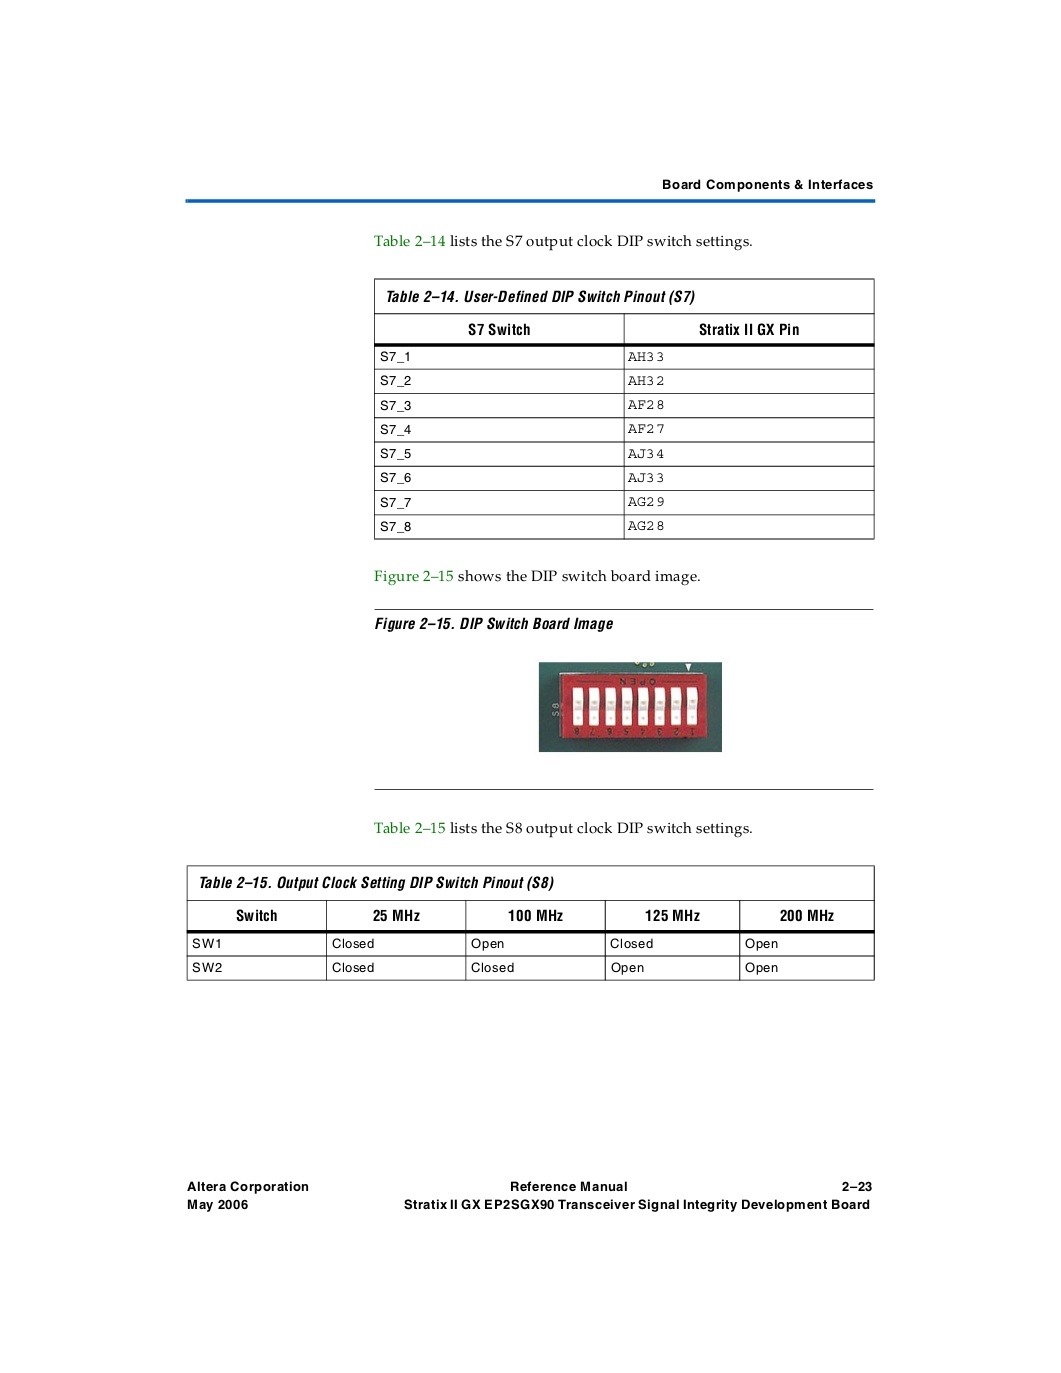 Board Components & Interfaces
Table 2–14 lists the S7 output clock DIP switch settings.
Table 2–14. User-Defined DIP Switch Pinout (S7)
S7 Switch Stratix II GX Pin
S7_1 AH33
S7_2 AH32
S7_3 AF28
S7_4 AF27
S7_5 AJ34
S7_6 AJ33
S7_7 AG29
S7_8 AG28
Figure 2–15 shows the DIP switch board image.
Figure 2–15. DIP Switch Board Image
OPEN
S8
8 7 6 5 4 3 2 1
Table 2–15 lists the S8 output clock DIP switch settings.
Table 2–15. Output Clock Setting DIP Switch Pinout (S8)
Switch 25 MHz 100 MHz 125 MHz 200 MHz
SW1 Closed Open Closed Open
SW2 Closed Closed Open Open
Altera Corporation Reference Manual 2–23
May 2006 Stratix II GX EP2SGX90 Transceiver Signal Integrity Development Board